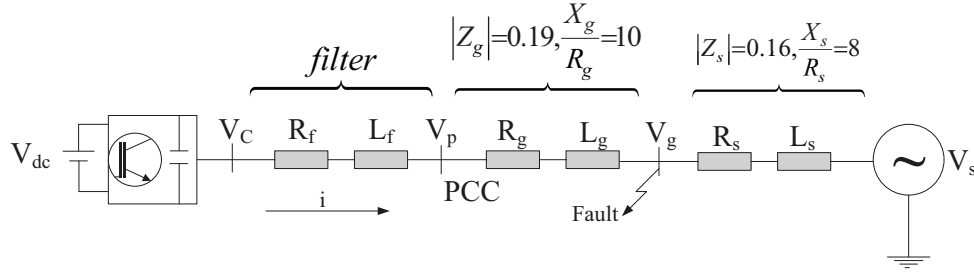 |Z_g|=0.19, X_g/R_g=10
|Z_s|=0.16, X_s/R_s=8
filter
V_C
R_f
L_f
V_p
R_g
L_g
V_g
R_s
L_s
V_dc
~
V_s
PCC
i
Fault